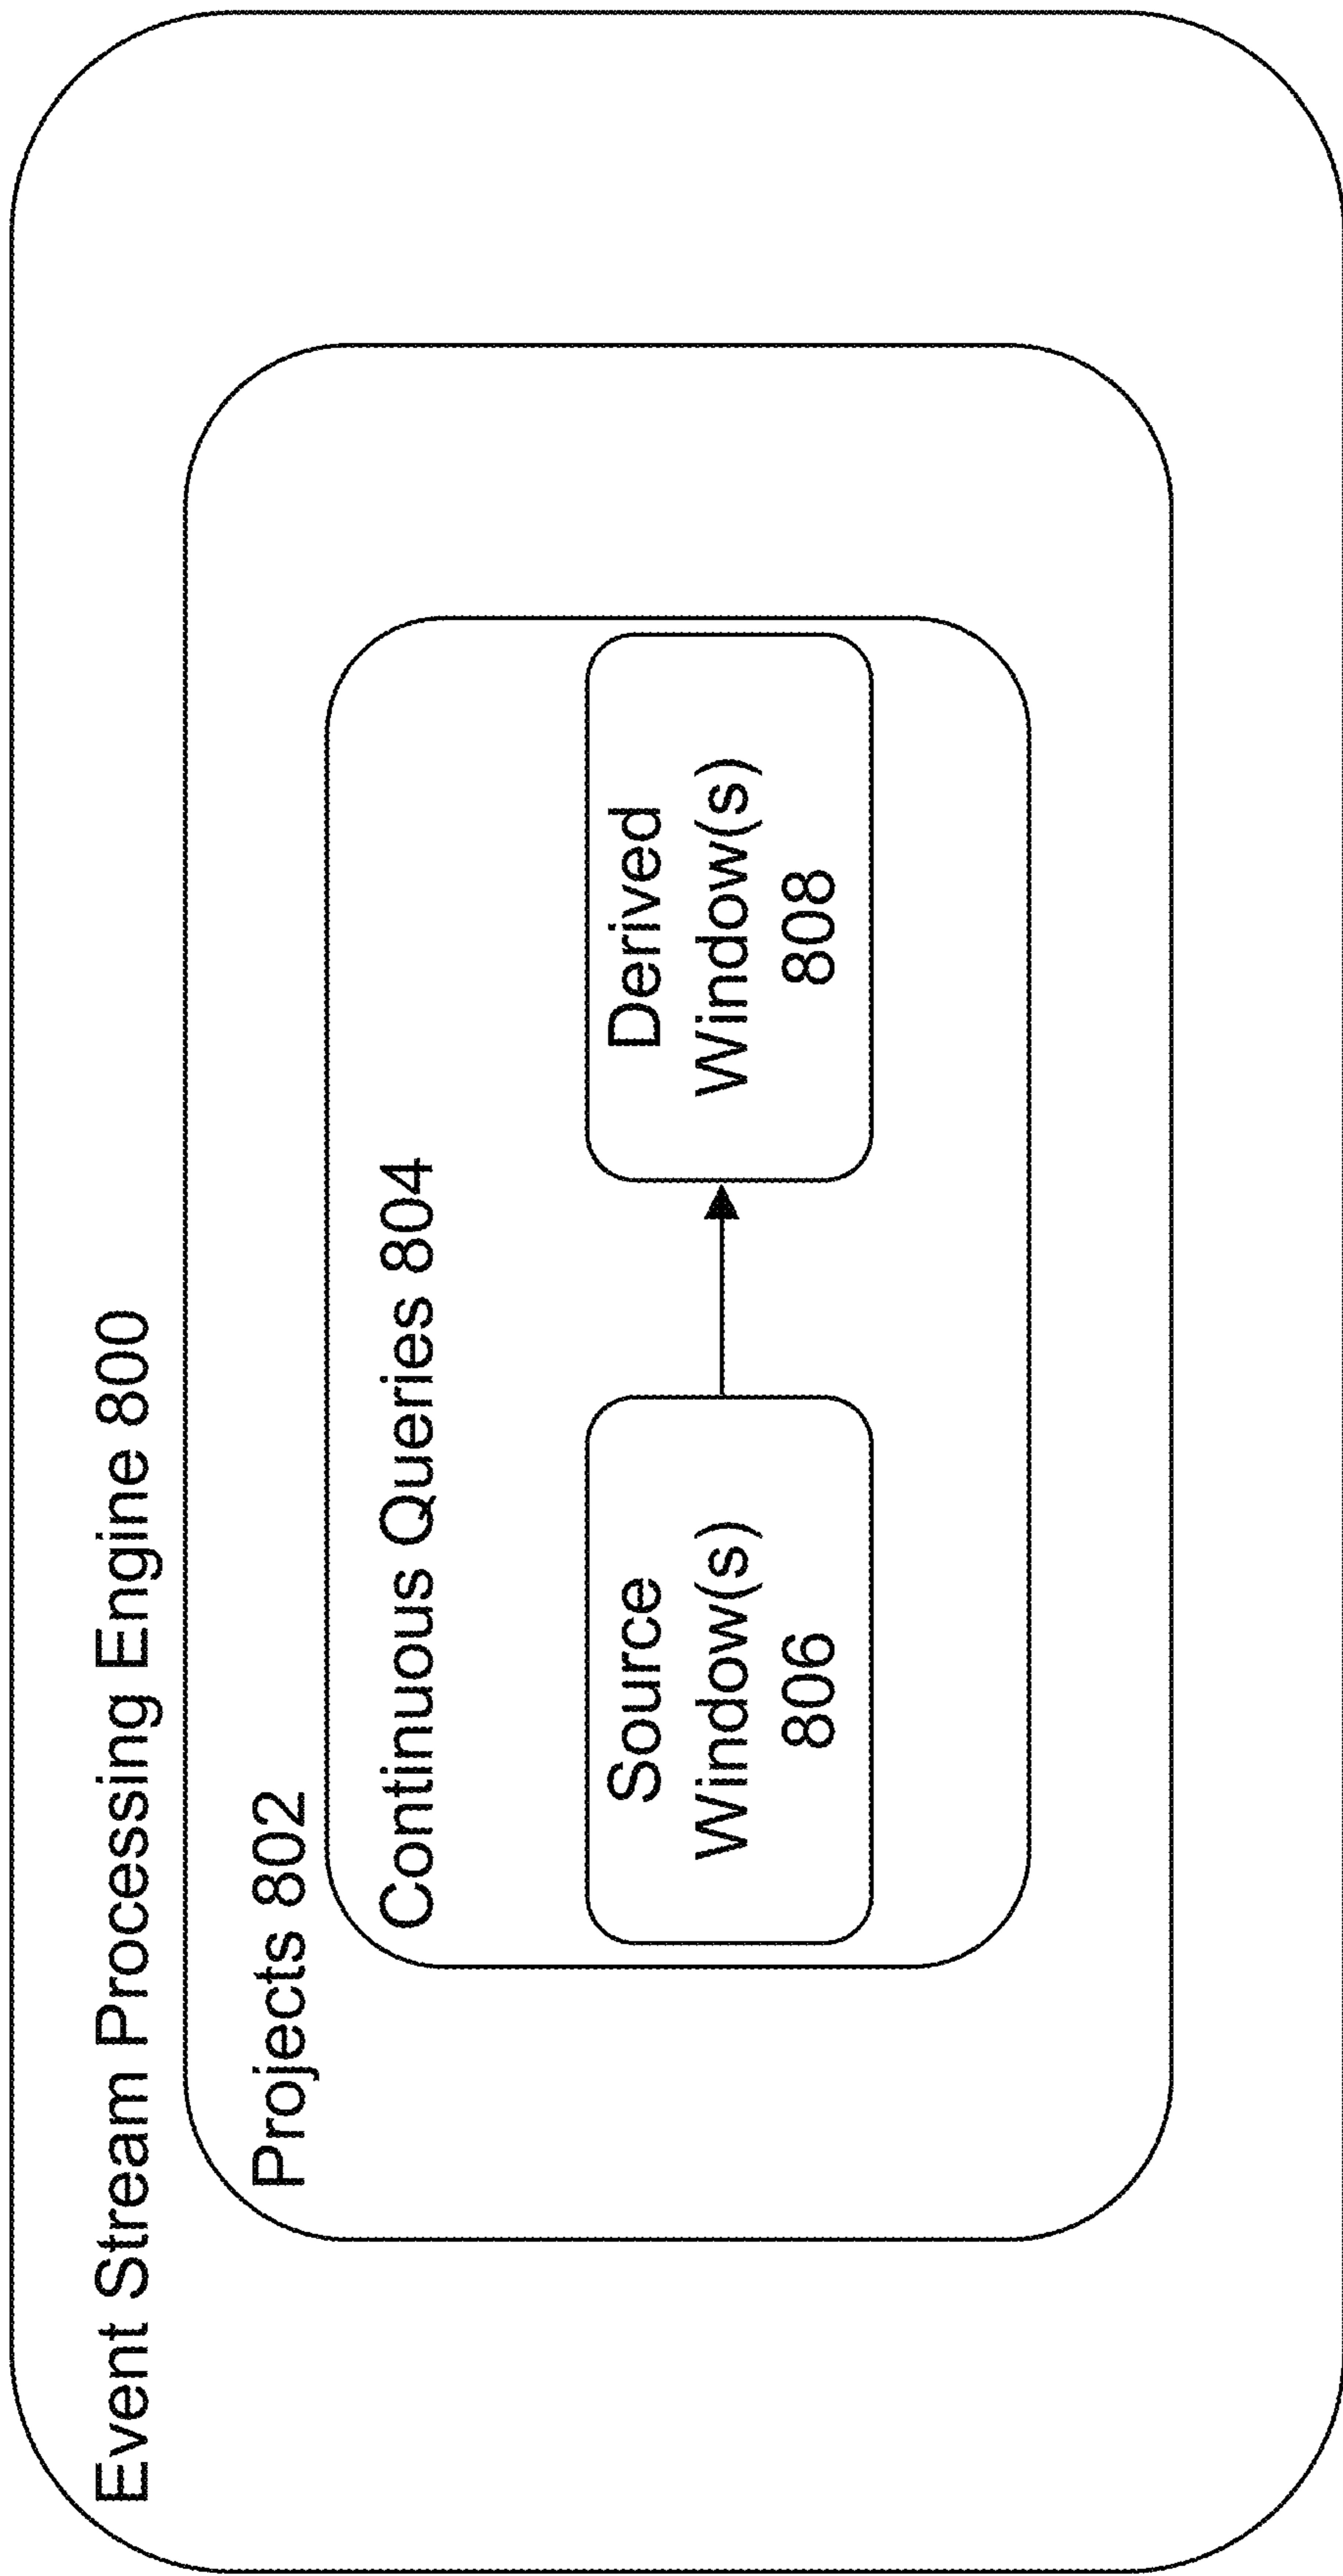 Event Stream Processing Engine 800
Projects 802
Continuous Queries 804
Source
Window(s)
806
Derived
Window(s)
808